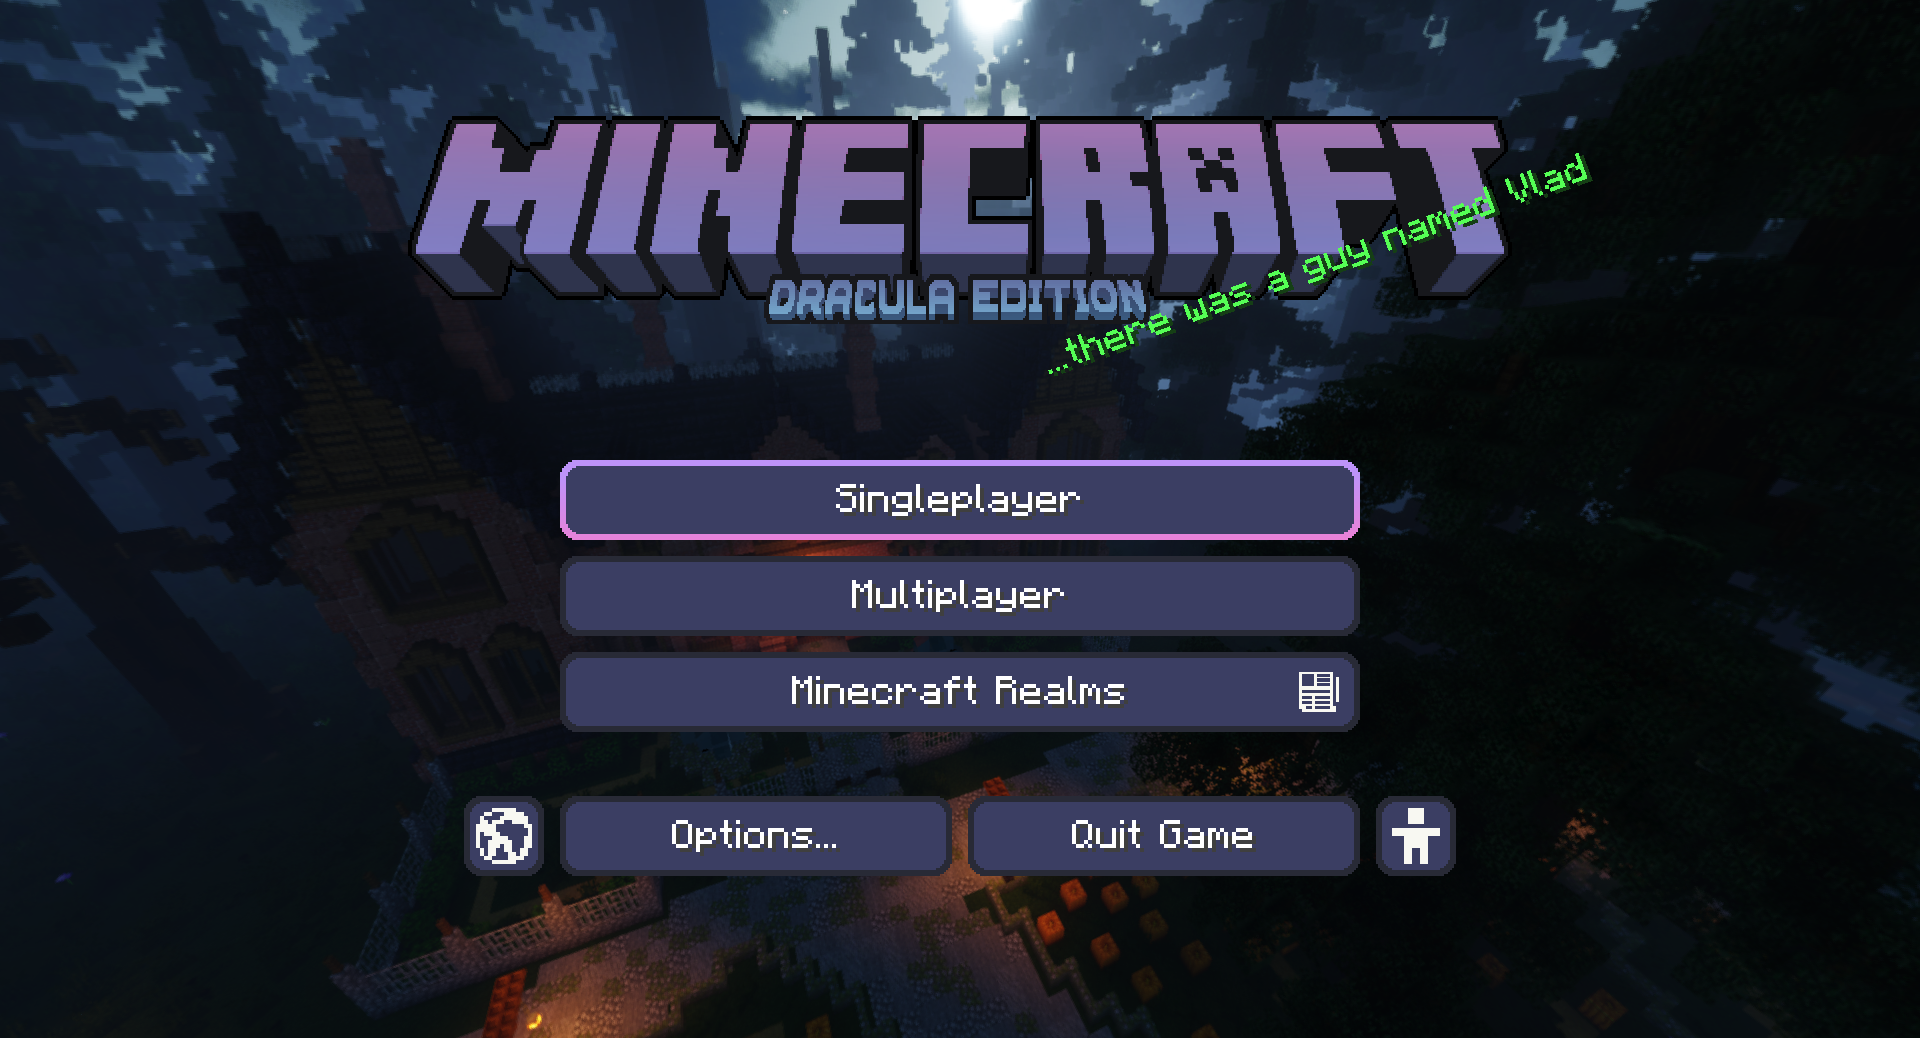 MINECRAFT
DRACULA EDITION
...there was a guy named Vlad
Singleplayer
Multiplayer
Minecraft Realms
Options...
Quit Game